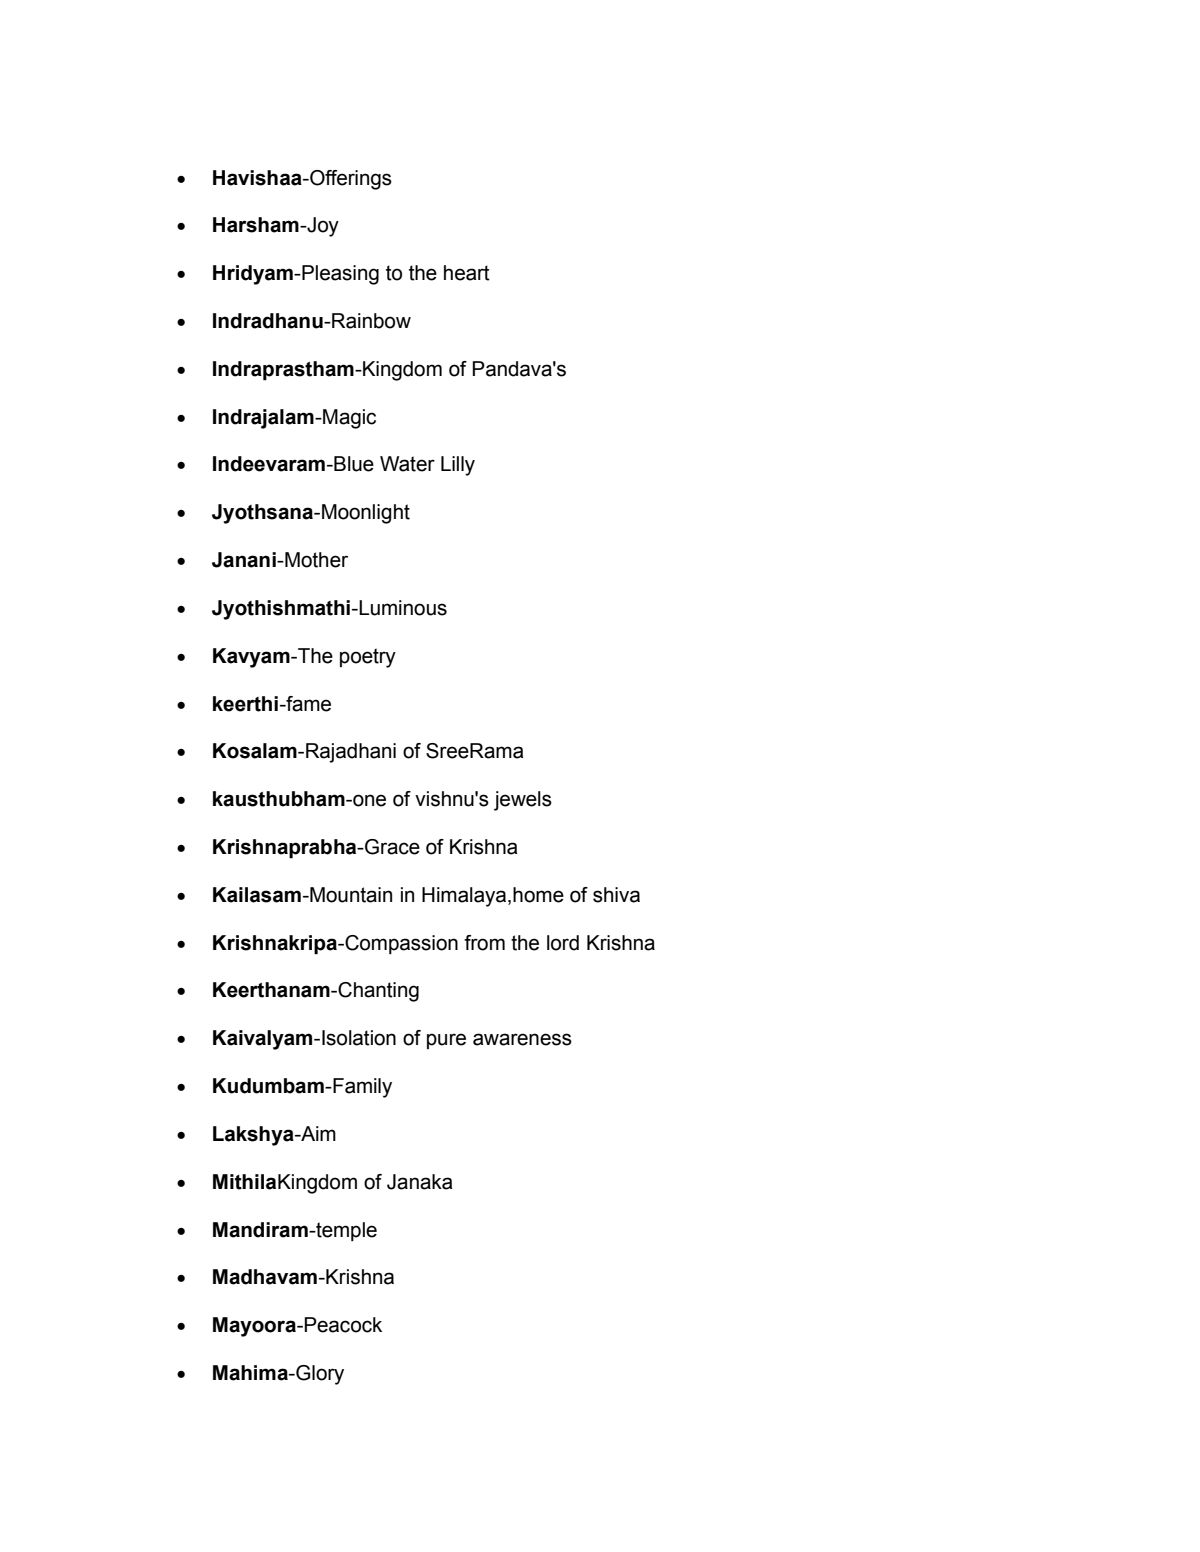 • Havishaa-Offerings
• Harsham-Joy
• Hridyam-Pleasing to the heart
• Indradhanu-Rainbow
• Indraprastham-Kingdom of Pandava's
• Indrajalam-Magic
• Indeevaram-Blue Water Lilly
• Jyothsana-Moonlight
• Janani-Mother
• Jyothishmathi-Luminous
• Kavyam-The poetry
• keerthi-fame
• Kosalam-Rajadhani of SreeRama
• kausthubham-one of vishnu's jewels
• Krishnaprabha-Grace of Krishna
• Kailasam-Mountain in Himalaya,home of shiva
• Krishnakripa-Compassion from the lord Krishna
• Keerthanam-Chanting
• Kaivalyam-Isolation of pure awareness
• Kudumbam-Family
• Lakshya-Aim
• MithilaKingdom of Janaka
• Mandiram-temple
• Madhavam-Krishna
• Mayoora-Peacock
• Mahima-Glory